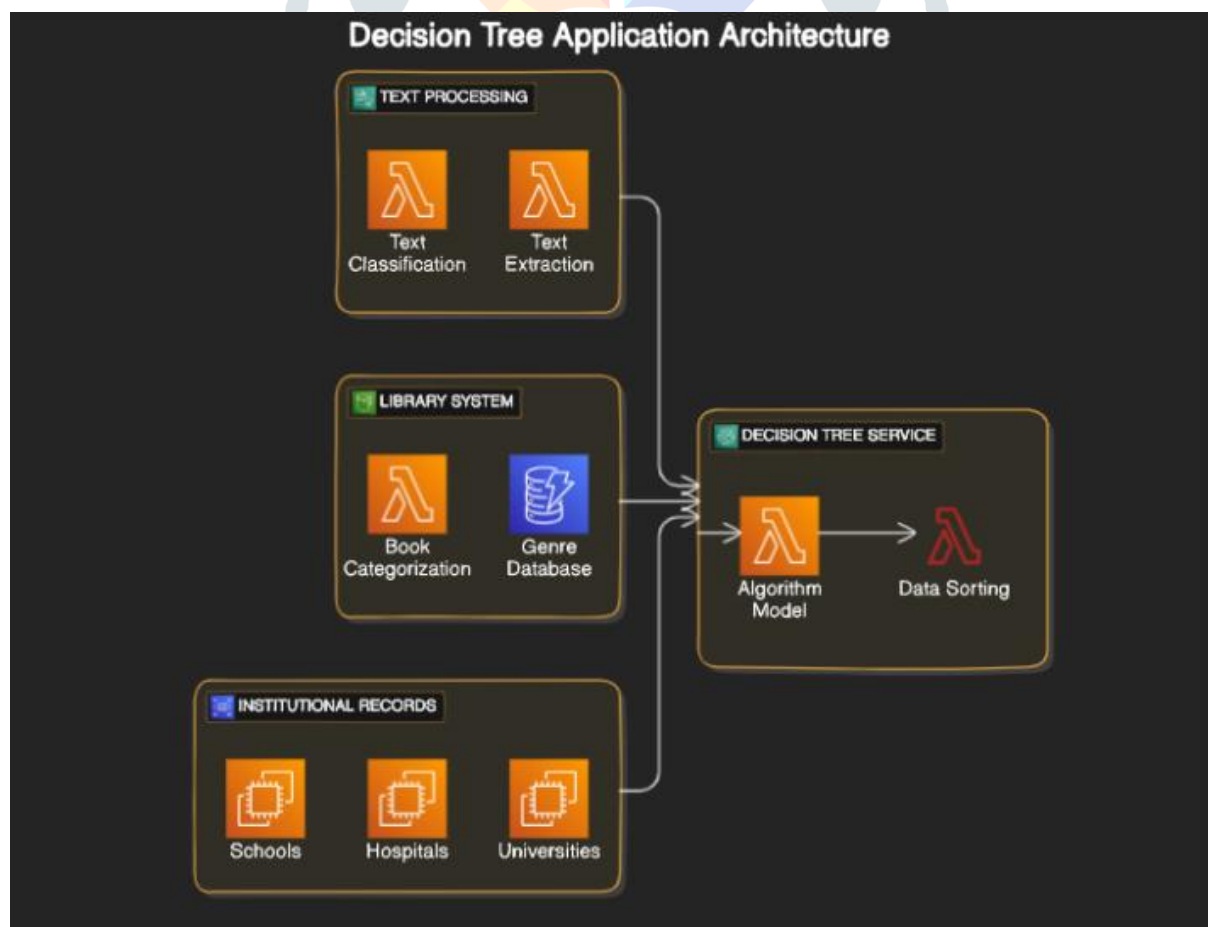 Decision Tree Application Architecture
TEXT PROCESSING
Text
Classification
Text
Extraction
LIBRARY SYSTEM
Book
Categorization
Genre
Database
DECISION TREE SERVICE
Algorithm
Model
Data Sorting
INSTITUTIONAL RECORDS
Schools
Hospitals
Universities